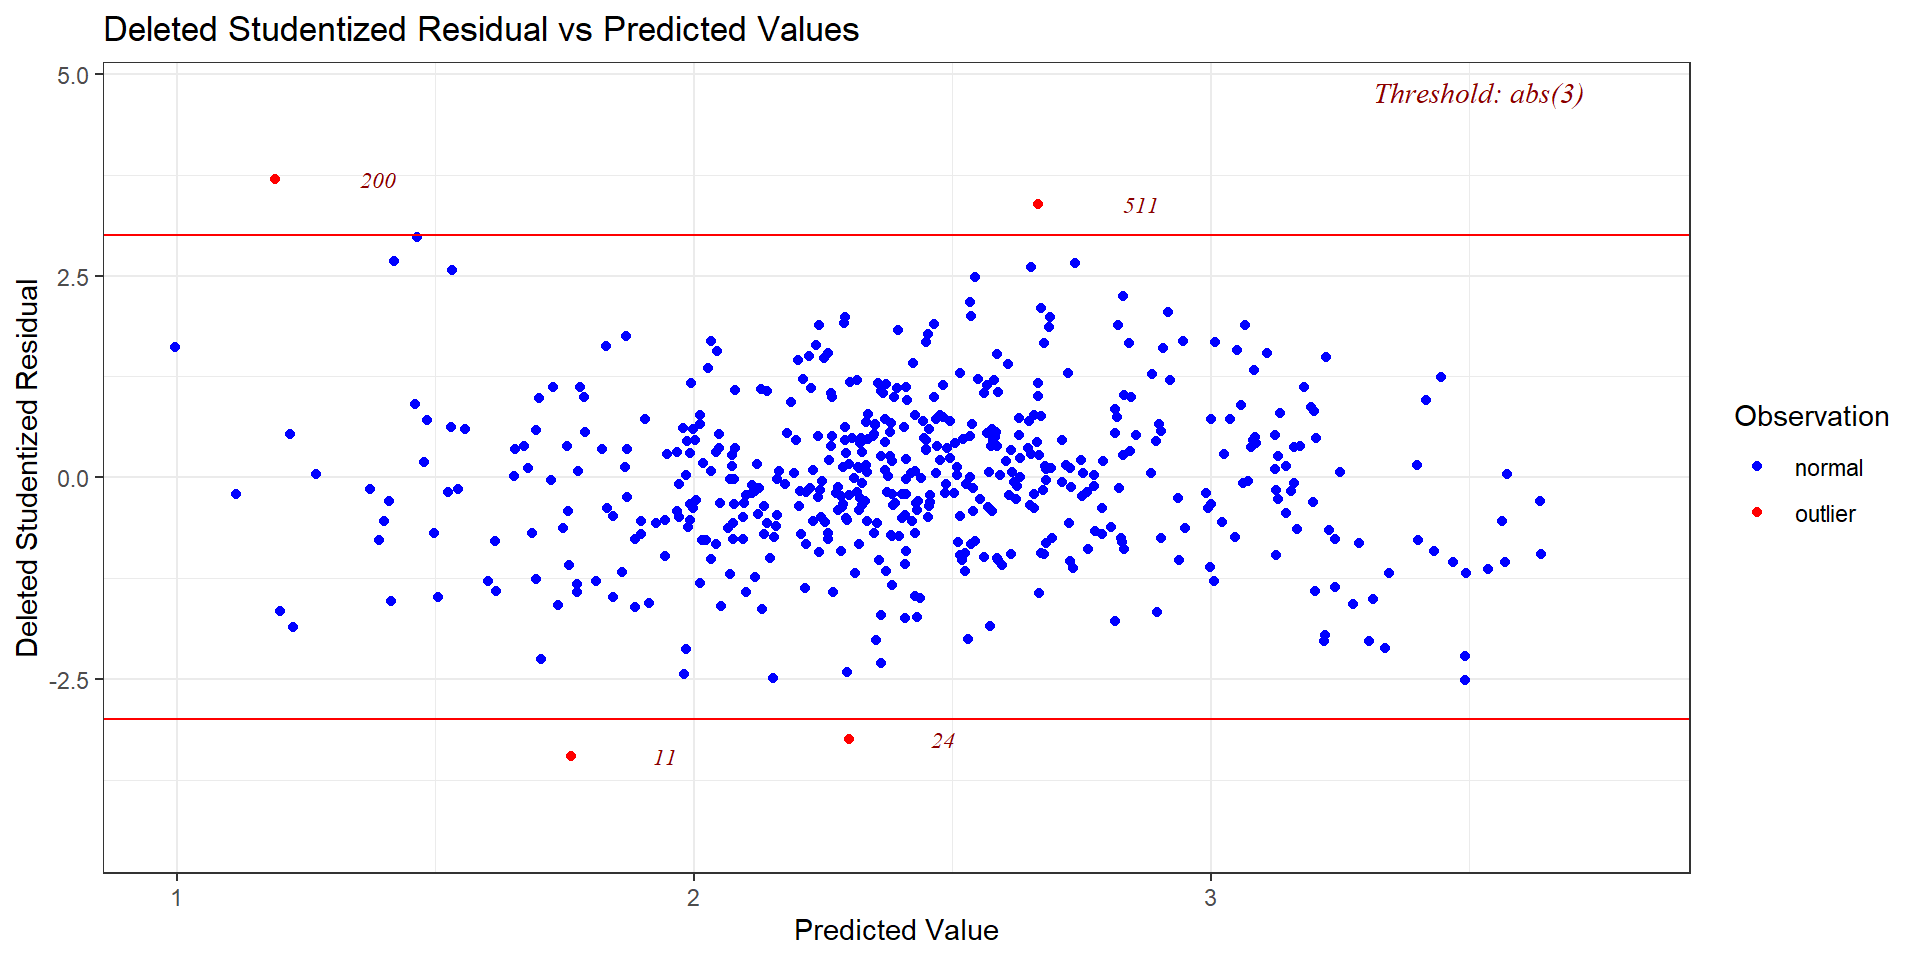 Deleted Studentized Residual vs Predicted Values
5.0
Threshold: abs(3)
200
511
2.5
Deleted Studentized Residual
Observation
normal
0.0
outlier
-2.5
24
11
1
2
3
Predicted Value